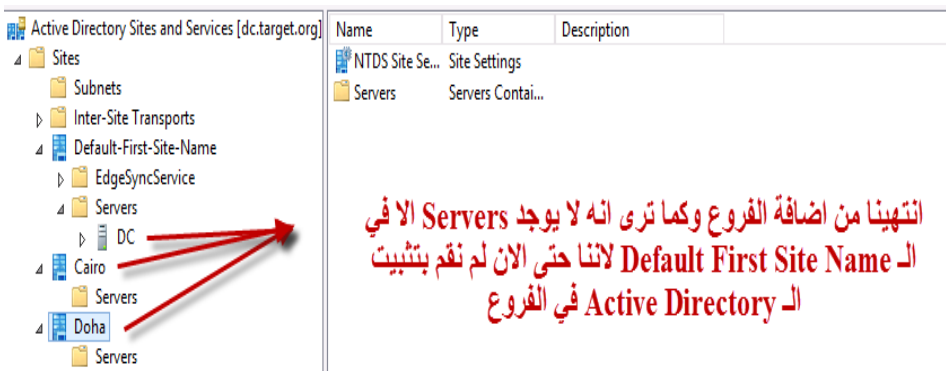 Active Directory Sites and Services [dc.target.org]
Sites
Subnets
Inter-Site Transports
Default-First-Site-Name
EdgeSyncService
Servers
DC
Cairo
Servers
Doha
Servers
Name Type Description
NTDS Site Se... Site Settings
Servers Servers Contai...
انتهينا من اضافة الفروع وكما ترى انه لا يوجد Servers الا في
الـ Default First Site Name لاننا حتى الان لم نقم بتثبيت
الـ Active Directory في الفروع